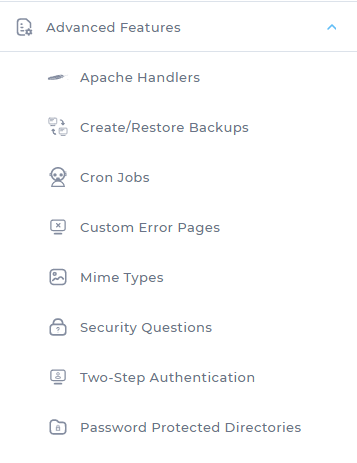 Advanced Features
Apache Handlers
Create/Restore Backups
Cron Jobs
Custom Error Pages
Mime Types
Security Questions
Two-Step Authentication
Password Protected Directories